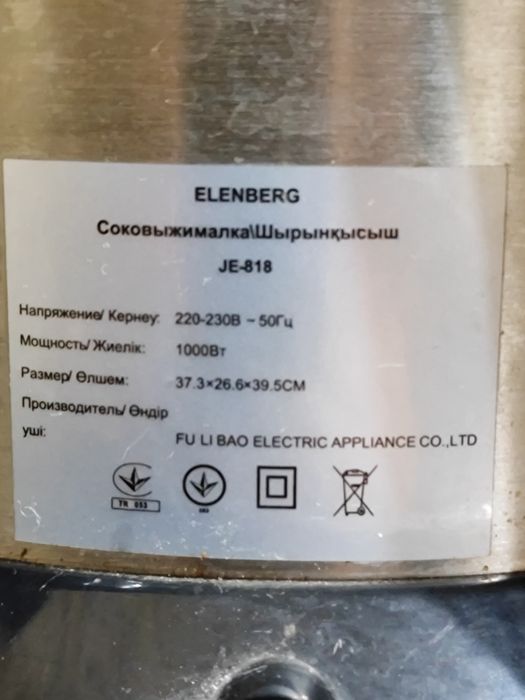 ELENBERG
Соковыжималка\Шырынқысыш
JE-818
Напряжение/ Кернеу: 220-230В ~ 50Гц
Мощность/ Жиелік: 1000Вт
Размер/ Өлшем: 37.3×26.6×39.5СМ
Производитель/ Өндір
уші: FU LI BAO ELECTRIC APPLIANCE CO.,LTD
TR 053